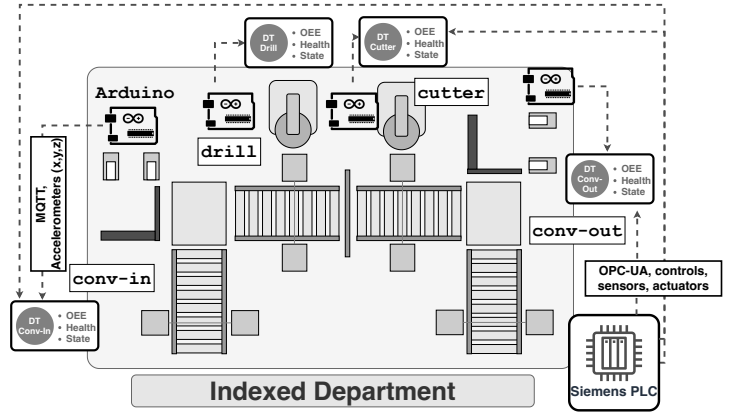 DT
Drill
• OEE
• Health
• State
DT
Cutter
• OEE
• Health
• State
Arduino
cutter
drill
MQTT,
Accelerometers (x,y,z)
DT
Conv-
Out
• OEE
• Health
• State
conv-out
conv-in
OPC-UA, controls,
sensors, actuators
DT
Conv-In
• OEE
• Health
• State
Siemens PLC
Indexed Department